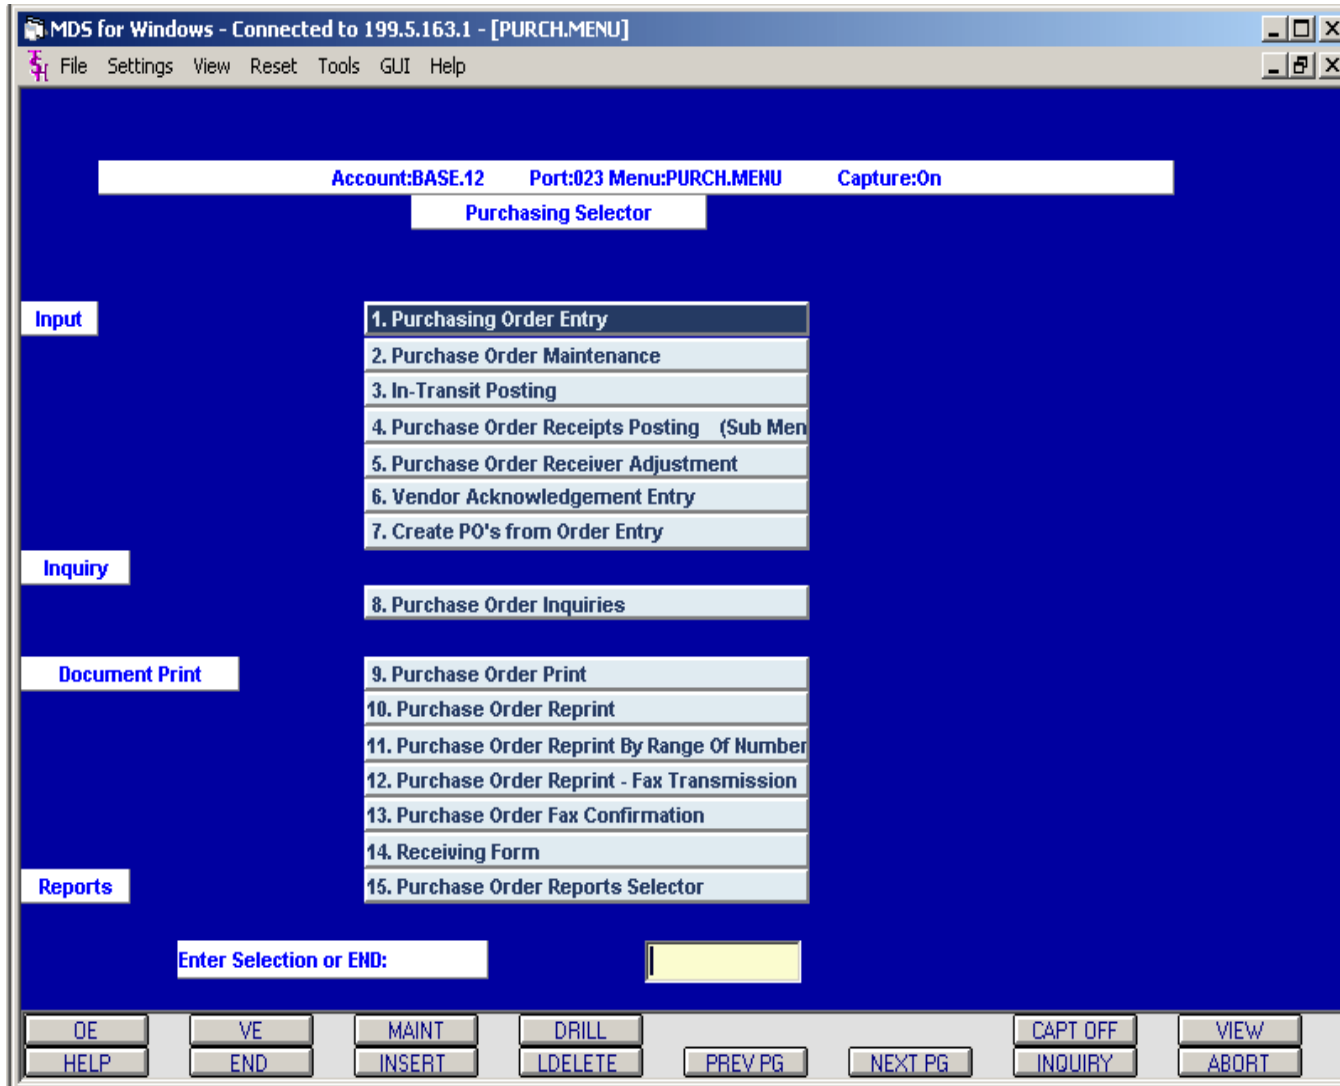 MDS for Windows - Connected to 199.5.163.1 - [PURCH.MENU]
File Settings View Reset Tools GUI Help
Account:BASE.12 Port:023 Menu:PURCH.MENU Capture:On
Purchasing Selector
Input
1. Purchasing Order Entry
2. Purchase Order Maintenance
3. In-Transit Posting
4. Purchase Order Receipts Posting (Sub Men
5. Purchase Order Receiver Adjustment
6. Vendor Acknowledgement Entry
7. Create PO's from Order Entry
Inquiry
8. Purchase Order Inquiries
Document Print
9. Purchase Order Print
10. Purchase Order Reprint
11. Purchase Order Reprint By Range Of Number
12. Purchase Order Reprint - Fax Transmission
13. Purchase Order Fax Confirmation
14. Receiving Form
Reports
15. Purchase Order Reports Selector
Enter Selection or END:
OE VE MAINT DRILL CAPT OFF VIEW
HELP END INSERT LDELETE PREV PG NEXT PG INQUIRY ABORT